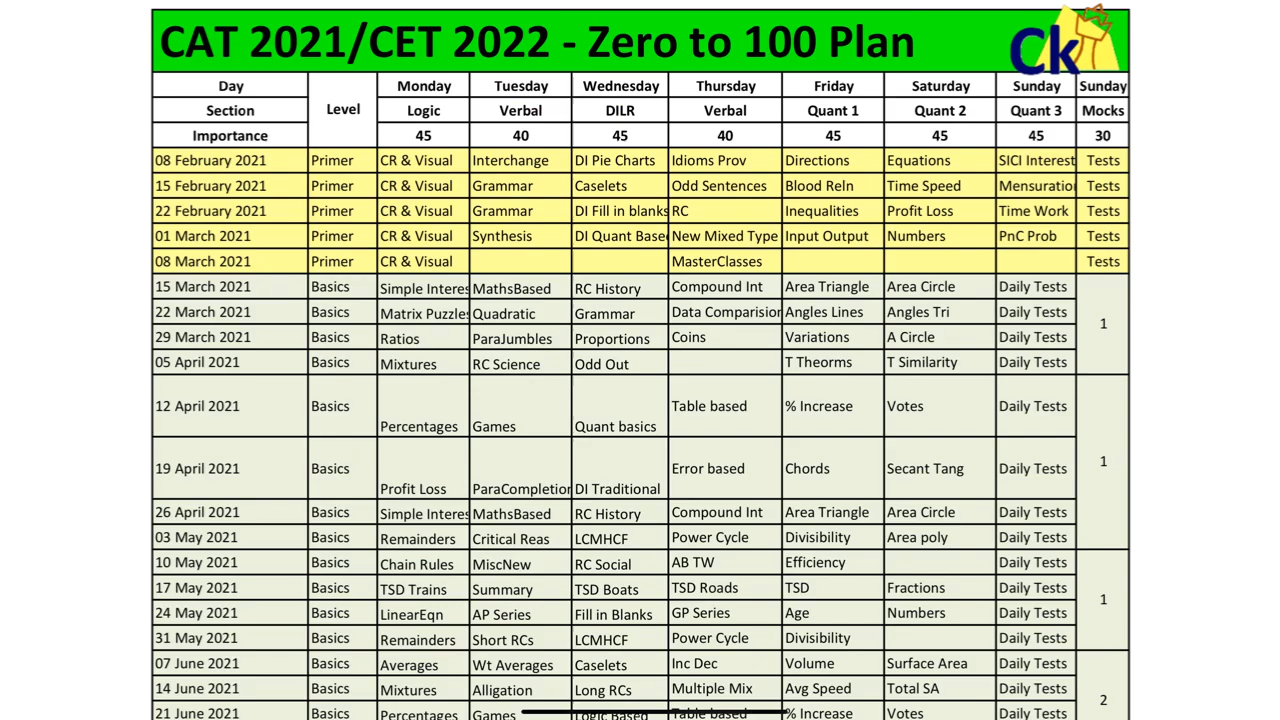 CAT 2021/CET 2022 - Zero to 100 Plan Ck
Day Level Monday Tuesday Wednesday Thursday Friday Saturday Sunday Sunday
Section Logic Verbal DILR Verbal Quant 1 Quant 2 Quant 3 Mocks
Importance 45 40 45 40 45 45 45 30
08 February 2021 Primer CR & Visual Interchange DI Pie Charts Idioms Prov Directions Equations SICI Interest Tests
15 February 2021 Primer CR & Visual Grammar Caselets Odd Sentences Blood Reln Time Speed Mensuration Tests
22 February 2021 Primer CR & Visual Grammar DI Fill in blanks RC Inequalities Profit Loss Time Work Tests
01 March 2021 Primer CR & Visual Synthesis DI Quant Based New Mixed Type Input Output Numbers PnC Prob Tests
08 March 2021 Primer CR & Visual MasterClasses Tests
15 March 2021 Basics Simple Interes MathsBased RC History Compound Int Area Triangle Area Circle Daily Tests
22 March 2021 Basics Matrix Puzzles Quadratic Grammar Data Comparision Angles Lines Angles Tri Daily Tests 1
29 March 2021 Basics Ratios ParaJumbles Proportions Coins Variations A Circle Daily Tests
05 April 2021 Basics Mixtures RC Science Odd Out T Theorms T Similarity Daily Tests
12 April 2021 Basics Percentages Games Quant basics Table based % Increase Votes Daily Tests
19 April 2021 Basics Profit Loss ParaCompletion DI Traditional Error based Chords Secant Tang Daily Tests 1
26 April 2021 Basics Simple Interes MathsBased RC History Compound Int Area Triangle Area Circle Daily Tests
03 May 2021 Basics Remainders Critical Reas LCMHCF Power Cycle Divisibility Area poly Daily Tests
10 May 2021 Basics Chain Rules MiscNew RC Social AB TW Efficiency Daily Tests
17 May 2021 Basics TSD Trains Summary TSD Boats TSD Roads TSD Fractions Daily Tests 1
24 May 2021 Basics LinearEqn AP Series Fill in Blanks GP Series Age Numbers Daily Tests
31 May 2021 Basics Remainders Short RCs LCMHCF Power Cycle Divisibility Daily Tests
07 June 2021 Basics Averages Wt Averages Caselets Inc Dec Volume Surface Area Daily Tests
14 June 2021 Basics Mixtures Alligation Long RCs Multiple Mix Avg Speed Total SA Daily Tests 2
21 June 2021 Basics Percentages Games Logic Based Table based % Increase Votes Daily Tests